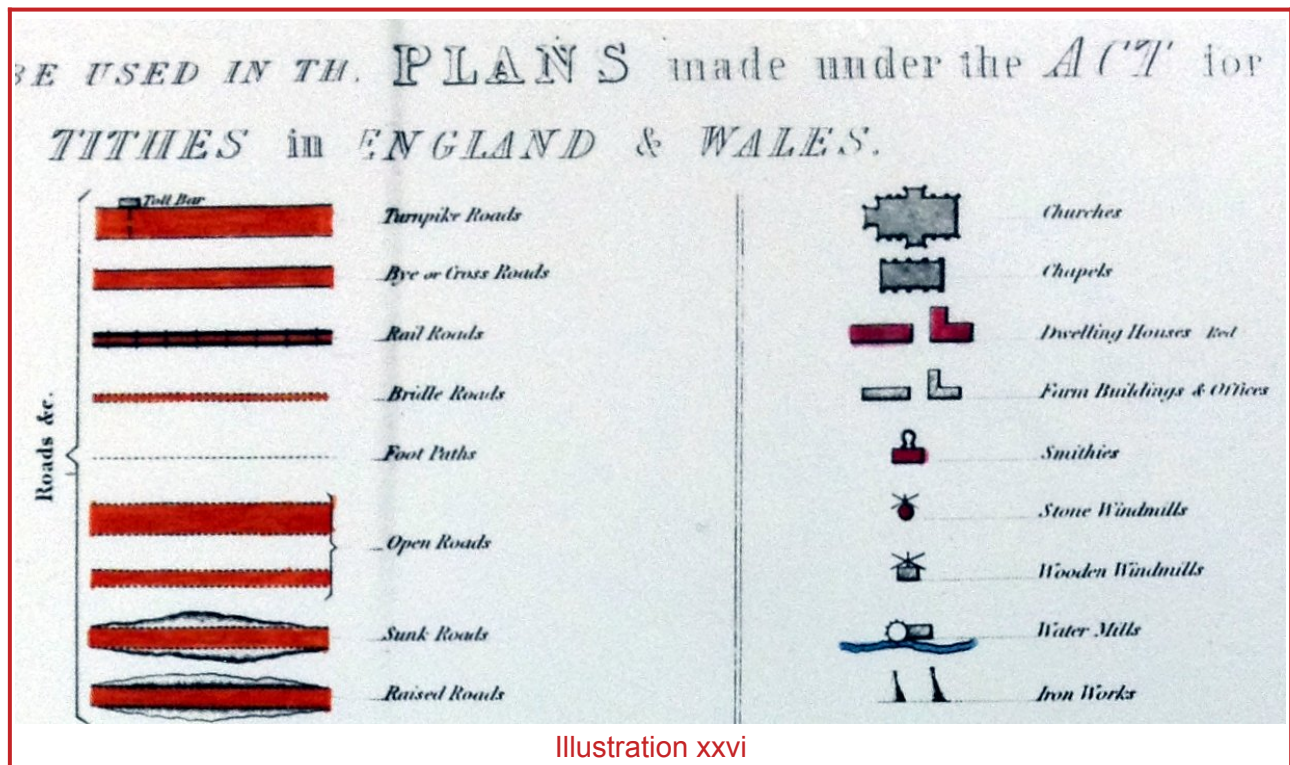 BE USED IN TH. PLANS made under the ACT for
TITHES in ENGLAND & WALES.
Roads &c.
Toll Bar
Turnpike Roads
Bye or Cross Roads
Rail Roads
Bridle Roads
Foot Paths
Open Roads
Sunk Roads
Raised Roads
Churches
Chapels
Dwelling Houses Red
Farm Buildings & Offices
Smithies
Stone Windmills
Wooden Windmills
Water Mills
Iron Works
Illustration xxvi